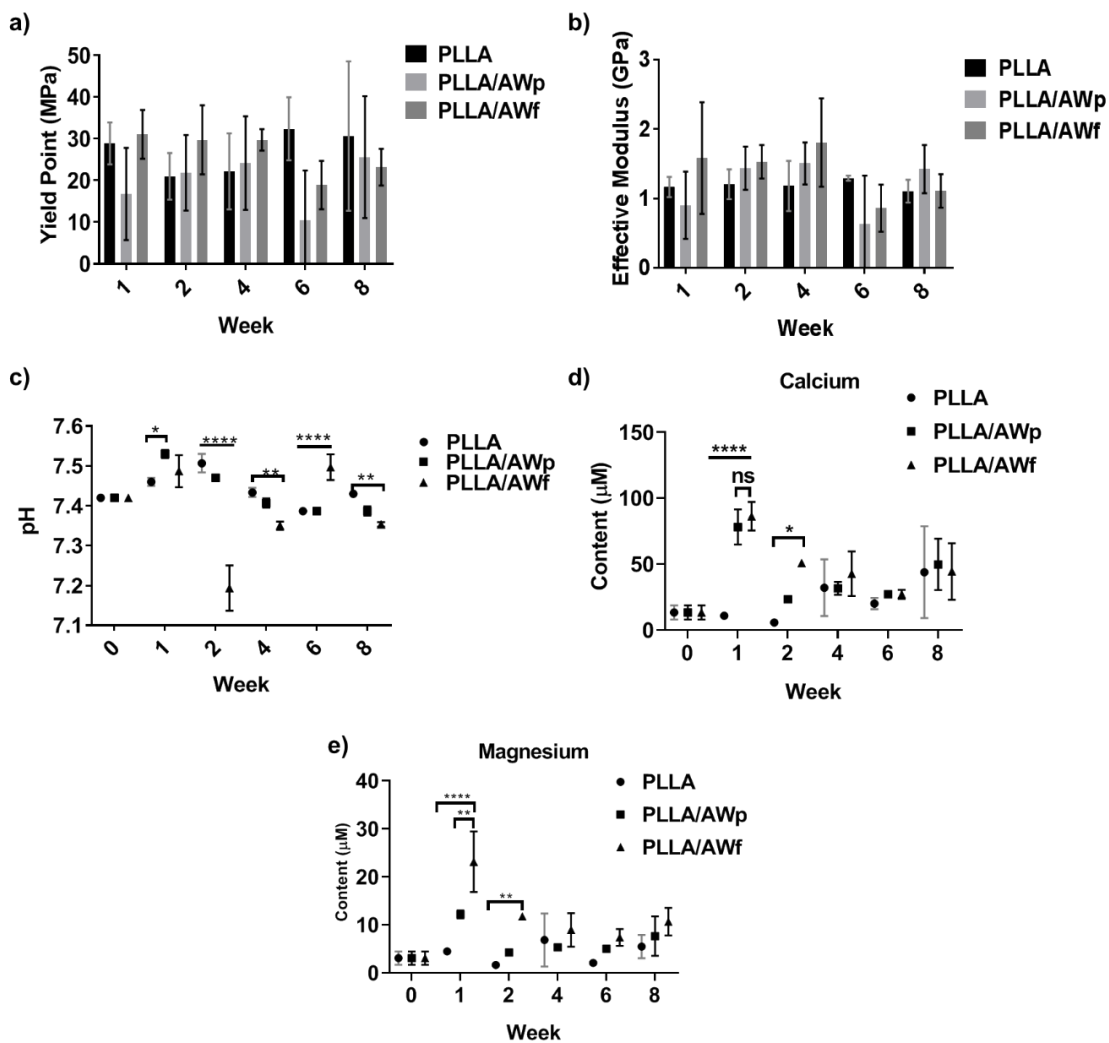 a)
Yield Point (MPa)
50
40
30
20
10
0
1 2 4 6 8
Week
PLLA
PLLA/AWp
PLLA/AWf
b)
Effective Modulus (GPa)
3
2
1
0
1 2 4 6 8
Week
PLLA
PLLA/AWp
PLLA/AWf
c)
pH
7.6
7.5
7.4
7.3
7.2
7.1
* **** ** **** **
0 1 2 4 6 8
Week
PLLA
PLLA/AWp
PLLA/AWf
d)
Calcium
Content (μM)
150
100
50
0
****
ns
*
0 1 2 4 6 8
Week
PLLA
PLLA/AWp
PLLA/AWf
e)
Magnesium
Content (μM)
40
30
20
10
0
****
**
**
0 1 2 4 6 8
Week
PLLA
PLLA/AWp
PLLA/AWf